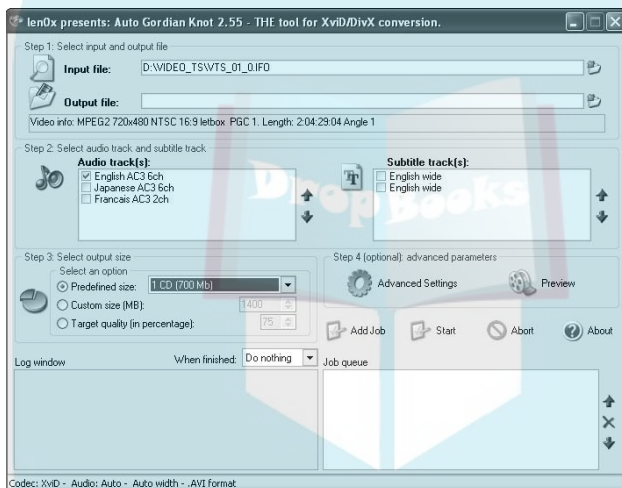 len0x presents: Auto Gordian Knot 2.55 - THE tool for XviD/DivX conversion.
Step 1: Select input and output file
Input file: D:\VIDEO_TS\VTS_01_0.IFO
Output file:
Video info: MPEG2 720x480 NTSC 16:9 letbox PGC 1. Length: 2:04:29:04 Angle 1
Step 2: Select audio track and subtitle track
Audio track(s):
English AC3 6ch
Japanese AC3 6ch
Francais AC3 2ch
Subtitle track(s):
English wide
English wide
DropBooks
Step 3: Select output size
Select an option
Predefined size: 1 CD (700 Mb)
Custom size (MB): 1400
Target quality (in percentage): 75
Step 4 (optional): advanced parameters
Advanced Settings
Preview
Add Job
Start
Abort
About
Log window
When finished: Do nothing
Job queue
Codec: XviD - Audio: Auto - Auto width - .AVI format